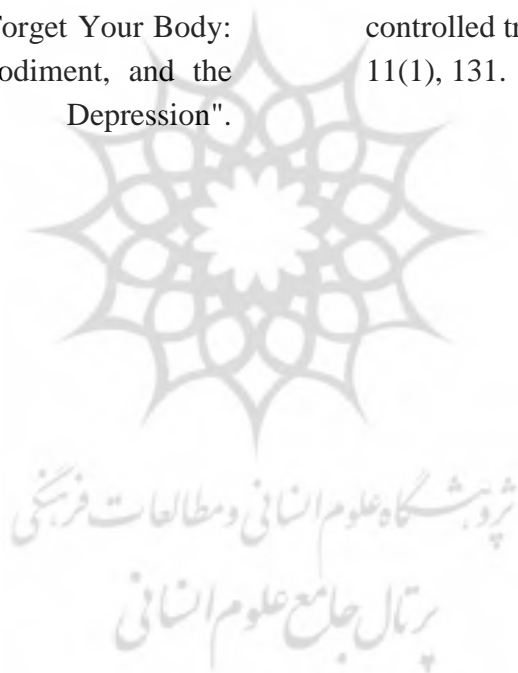 Forget Your Body:
odiment, and the
Depression".
controlled tr
11(1), 131.
پژوهشگاه علوم انسانی و مطالعات فرهنگی
پرتال جامع علوم انسانی